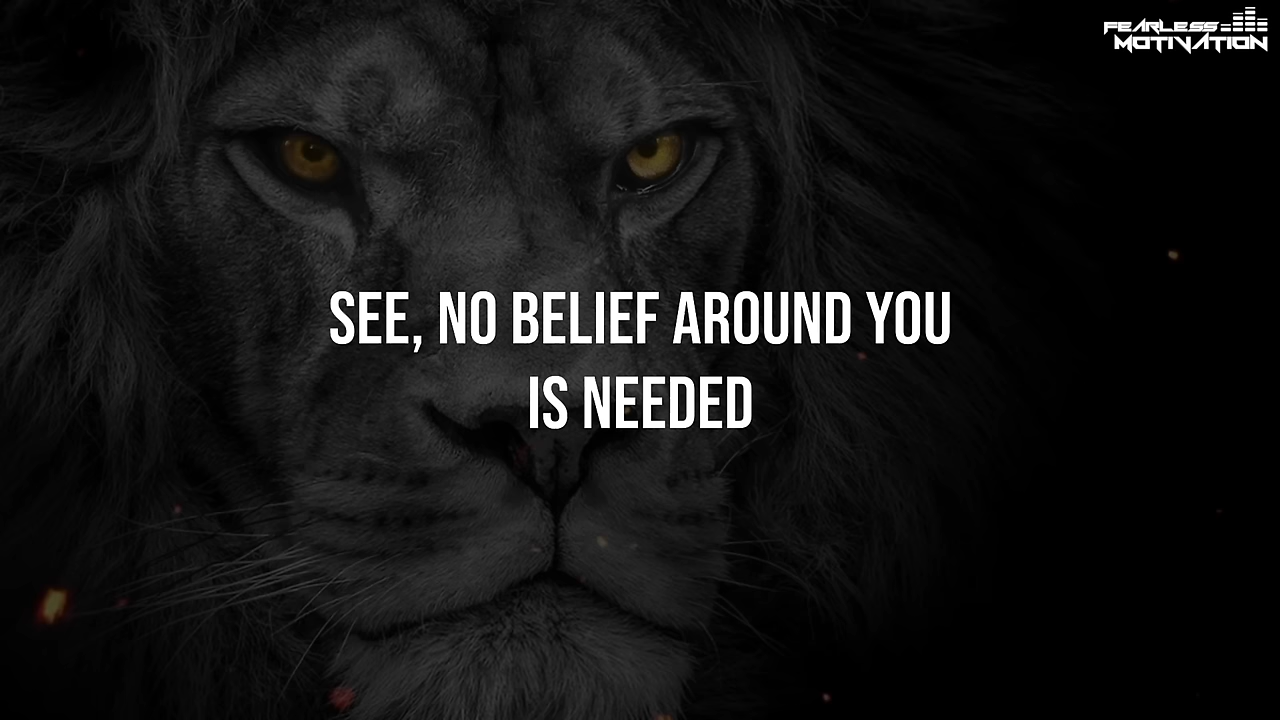 FEARLESS
MOTIVATION
SEE, NO BELIEF AROUND YOU
IS NEEDED